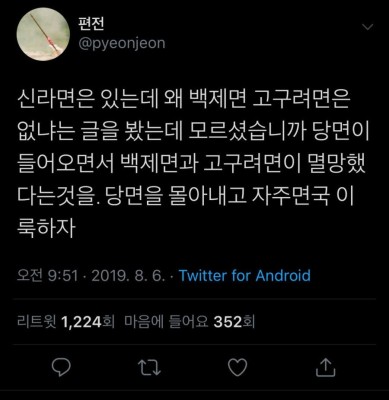 편전
@pyeonjeon
신라면은 있는데 왜 백제면 고구려면은
없냐는 글을 봤는데 모르셨습니까 당면이
들어오면서 백제면과 고구려면이 멸망했
다는것을. 당면을 몰아내고 자주면국 이
룩하자
오전 9:51 · 2019. 8. 6. · Twitter for Android
리트윗 1,224회 마음에 들어요 352회